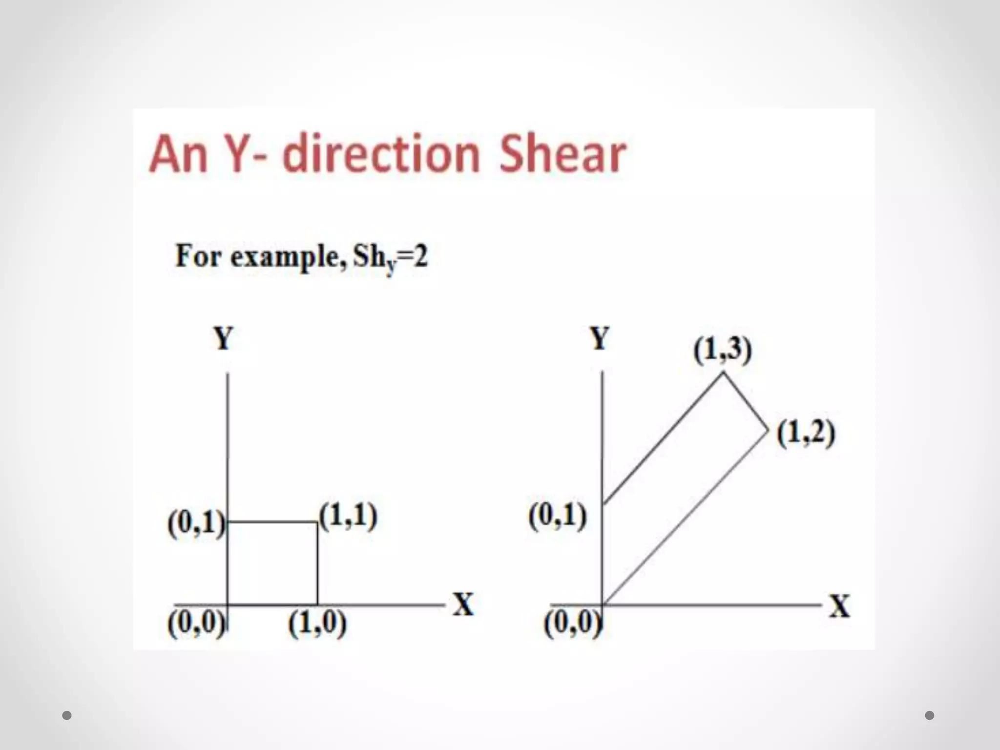 An Y- direction Shear
For example, Shy=2
Y
(0,1)
(1,1)
X
(0,0)
(1,0)
Y
(1,3)
(1,2)
(0,1)
X
(0,0)